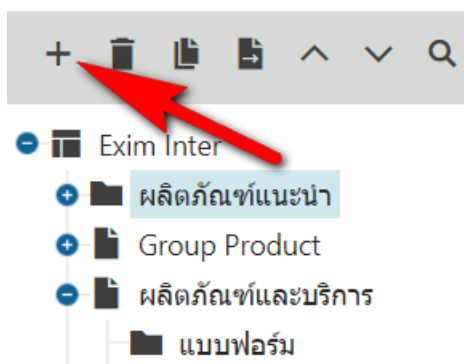 Exim Inter
ผลิตภัณฑ์แนะนำ
Group Product
ผลิตภัณฑ์และบริการ
แบบฟอร์ม